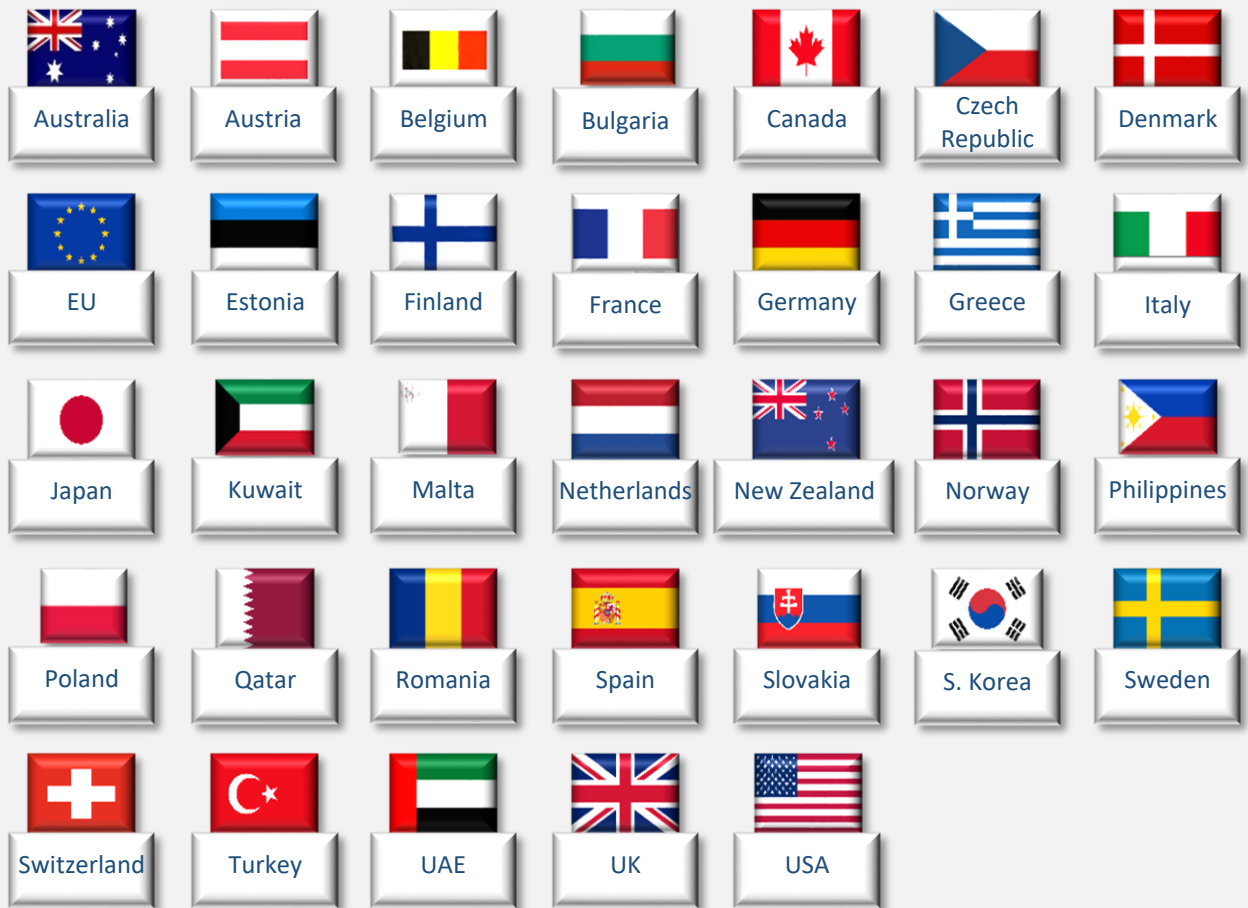 Australia
Austria
Belgium
Bulgaria
Canada
Czech
Republic
Denmark
EU
Estonia
Finland
France
Germany
Greece
Italy
Japan
Kuwait
Malta
Netherlands
New Zealand
Norway
Philippines
Poland
Qatar
Romania
Spain
Slovakia
S. Korea
Sweden
Switzerland
Turkey
UAE
UK
USA